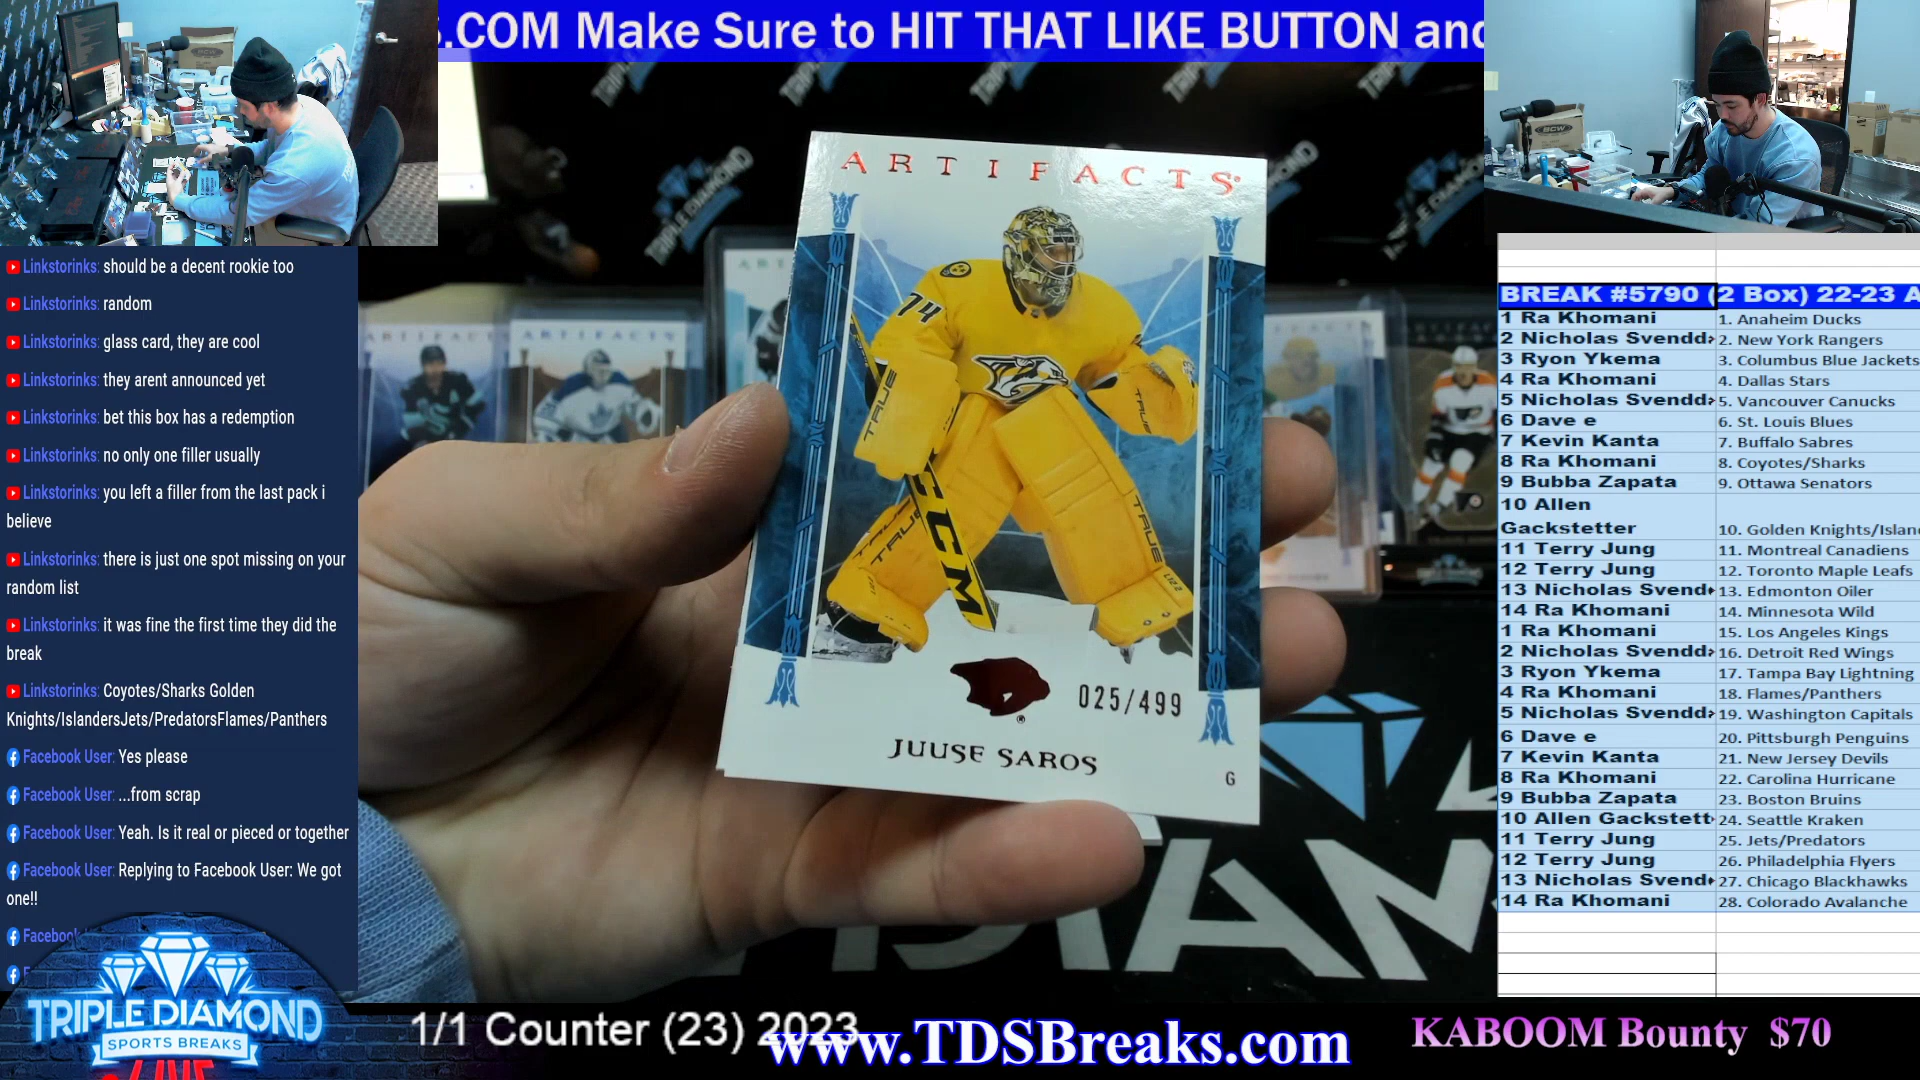 .COM Make Sure to HIT THAT LIKE BUTTON and
Linkstorinks: should be a decent rookie too
Linkstorinks: random
Linkstorinks: glass card, they are cool
Linkstorinks: they arent announced yet
Linkstorinks: bet this box has a redemption
Linkstorinks: no only one filler usually
Linkstorinks: you left a filler from the last pack i
believe
Linkstorinks: there is just one spot missing on your
random list
Linkstorinks: it was fine the first time they did the
break
Linkstorinks: Coyotes/Sharks Golden
Knights/IslandersJets/PredatorsFlames/Panthers
Facebook User: Yes please
Facebook User: ...from scrap
Facebook User: Yeah. Is it real or pieced or together
Facebook User: Replying to Facebook User: We got
one!!
Facebook
F
TRIPLE DIAMOND
SPORTS BREAKS
LIVE
ARTIFACTS
74
TRUE
CCM
TRUE
TRUE
TRUE
025/499
JUUSE SAROS
G
ARTIFACTS
ARTIFACTS
TRIPLE DIAMOND
BCW
BREAK #5790 (2 Box) 22-23 A
1 Ra Khomani 1. Anaheim Ducks
2 Nicholas Svendd 2. New York Rangers
3 Ryon Ykema 3. Columbus Blue Jackets
4 Ra Khomani 4. Dallas Stars
5 Nicholas Svendd 5. Vancouver Canucks
6 Dave e 6. St. Louis Blues
7 Kevin Kanta 7. Buffalo Sabres
8 Ra Khomani 8. Coyotes/Sharks
9 Bubba Zapata 9. Ottawa Senators
10 Allen
Gackstetter 10. Golden Knights/Islan
11 Terry Jung 11. Montreal Canadiens
12 Terry Jung 12. Toronto Maple Leafs
13 Nicholas Svend 13. Edmonton Oiler
14 Ra Khomani 14. Minnesota Wild
1 Ra Khomani 15. Los Angeles Kings
2 Nicholas Svendd 16. Detroit Red Wings
3 Ryon Ykema 17. Tampa Bay Lightning
4 Ra Khomani 18. Flames/Panthers
5 Nicholas Svendd 19. Washington Capitals
6 Dave e 20. Pittsburgh Penguins
7 Kevin Kanta 21. New Jersey Devils
8 Ra Khomani 22. Carolina Hurricane
9 Bubba Zapata 23. Boston Bruins
10 Allen Gackstett 24. Seattle Kraken
11 Terry Jung 25. Jets/Predators
12 Terry Jung 26. Philadelphia Flyers
13 Nicholas Svend 27. Chicago Blackhawks
14 Ra Khomani 28. Colorado Avalanche
1/1 Counter (23) 2023
www.TDSBreaks.com
KABOOM Bounty $70